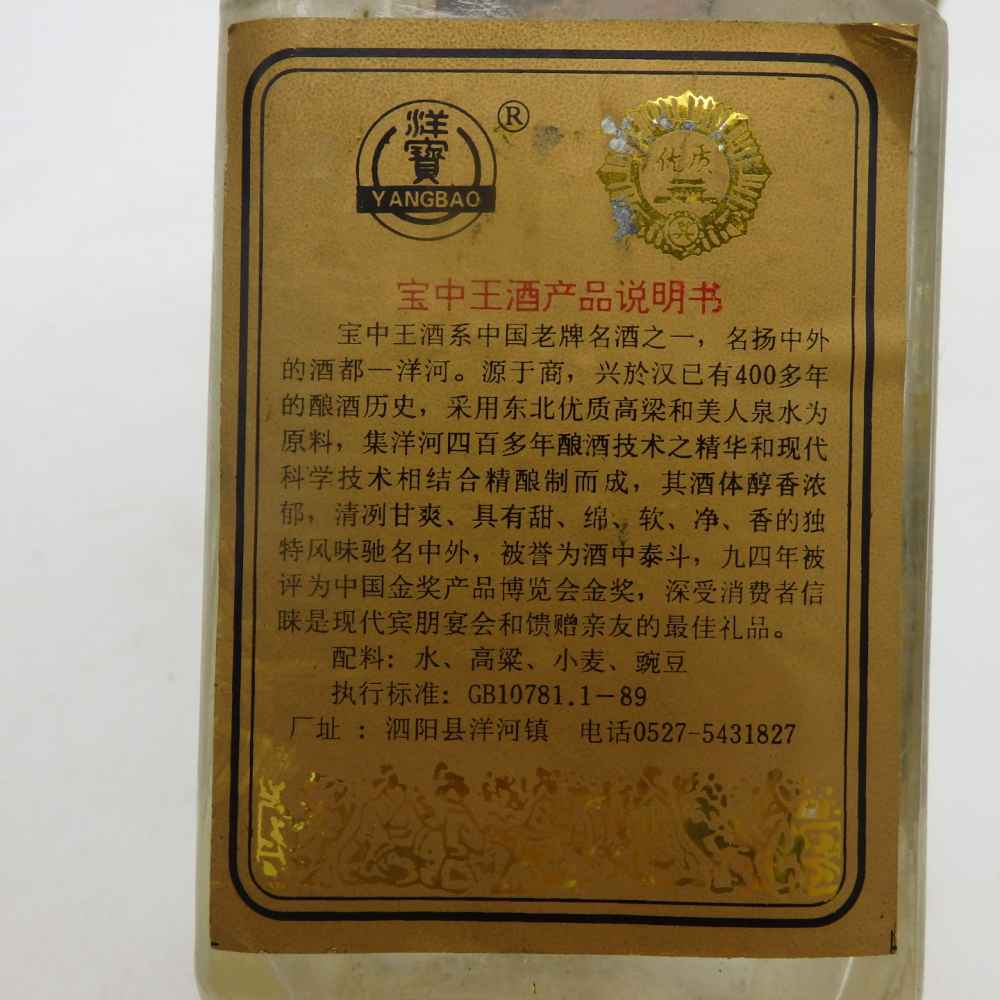 洋寶
YANGBAO
®
优质
奖
宝中王酒产品说明书
宝中王酒系中国老牌名酒之一，名扬中外
的酒都一洋河。源于商，兴於汉已有400多年
的酿酒历史，采用东北优质高梁和美人泉水为
原料，集洋河四百多年酿酒技术之精华和现代
科学技术相结合精酿制而成，其酒体醇香浓
郁，清冽甘爽、具有甜、绵、软、净、香的独
特风味驰名中外，被誉为酒中泰斗，九四年被
评为中国金奖产品博览会金奖，深受消费者信
睐是现代宾朋宴会和馈赠亲友的最佳礼品。
配料：水、高粱、小麦、豌豆
执行标准：GB10781.1－89
厂址：泗阳县洋河镇 电话0527-5431827